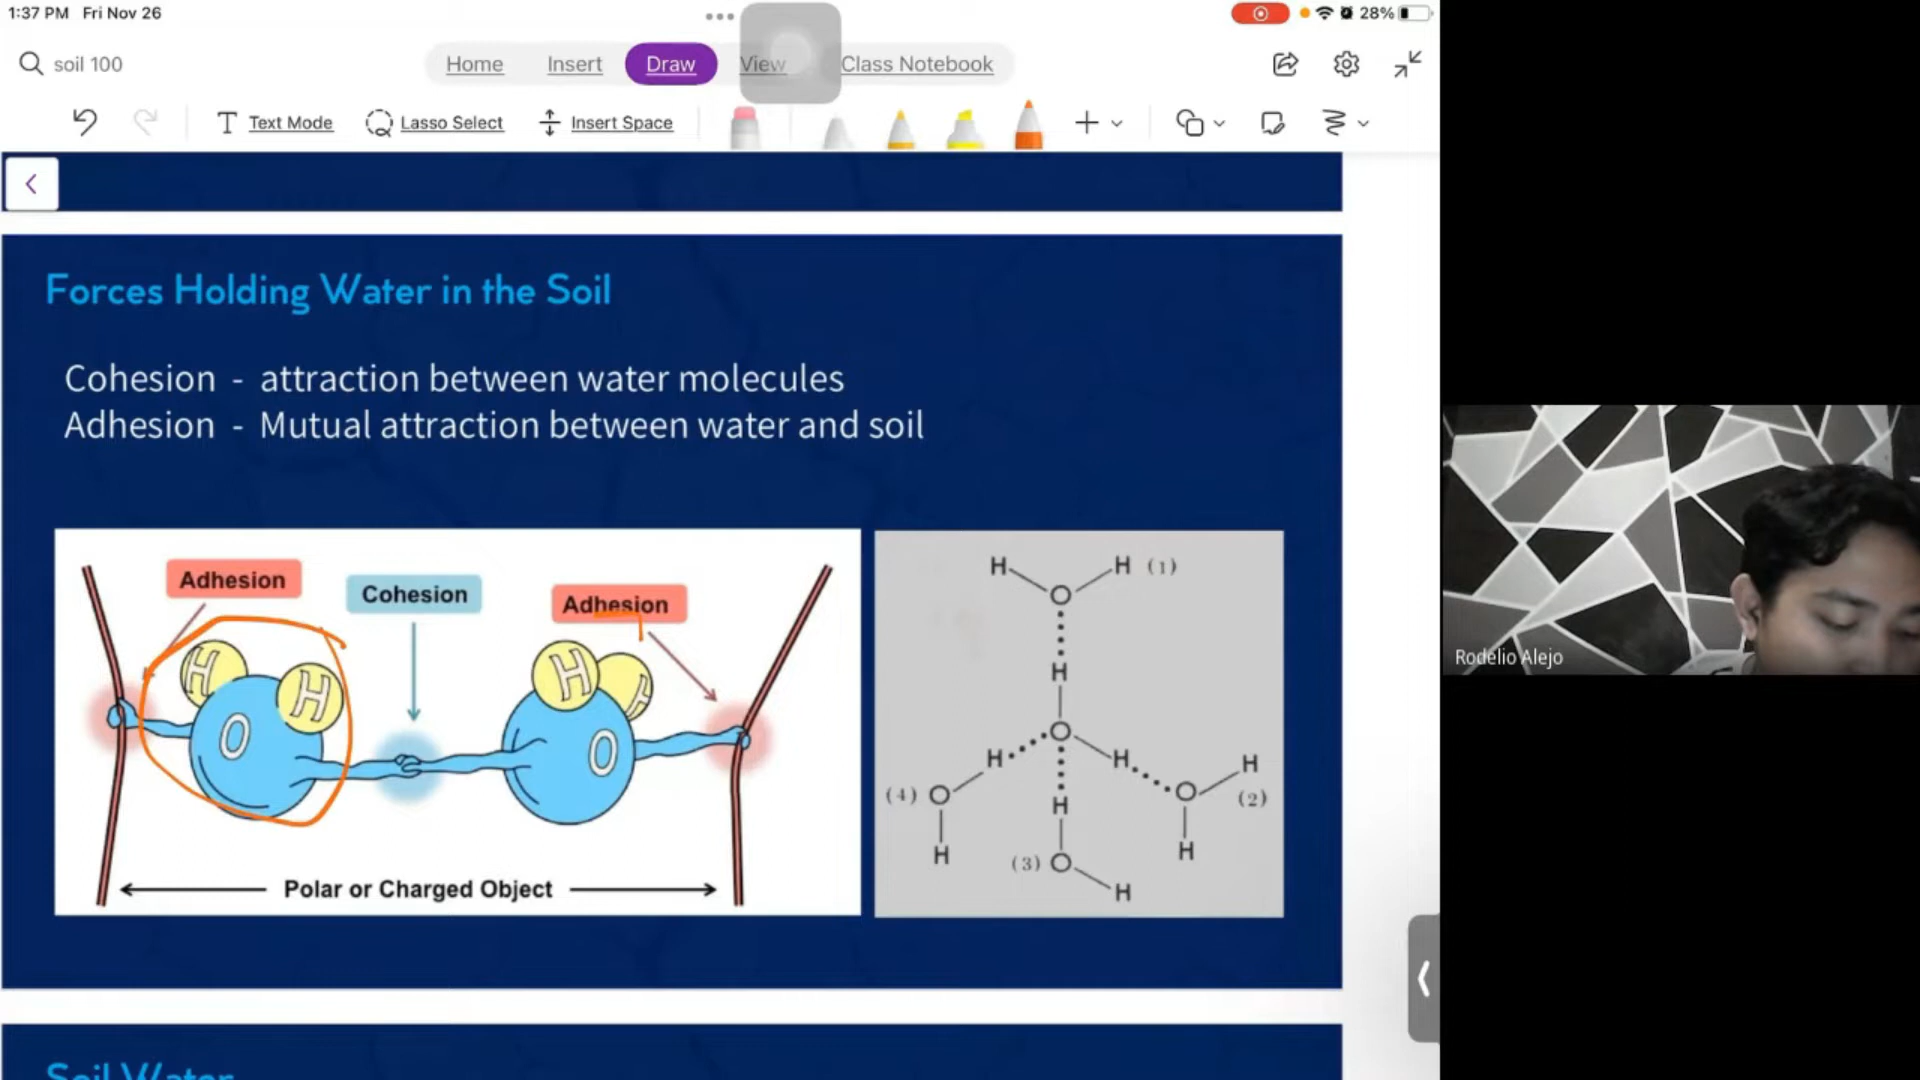 1:37 PM Fri Nov 26
28%
soil 100
Home Insert Draw View Class Notebook
Text Mode Lasso Select Insert Space
Forces Holding Water in the Soil
Cohesion - attraction between water molecules
Adhesion - Mutual attraction between water and soil
Adhesion
Cohesion
Adhesion
H H O
H H O
Polar or Charged Object
H H (1)
O
H
O
H H H
(4) O O (2)
H
H H
(3) O
H
Rodelio Alejo
Soil Water